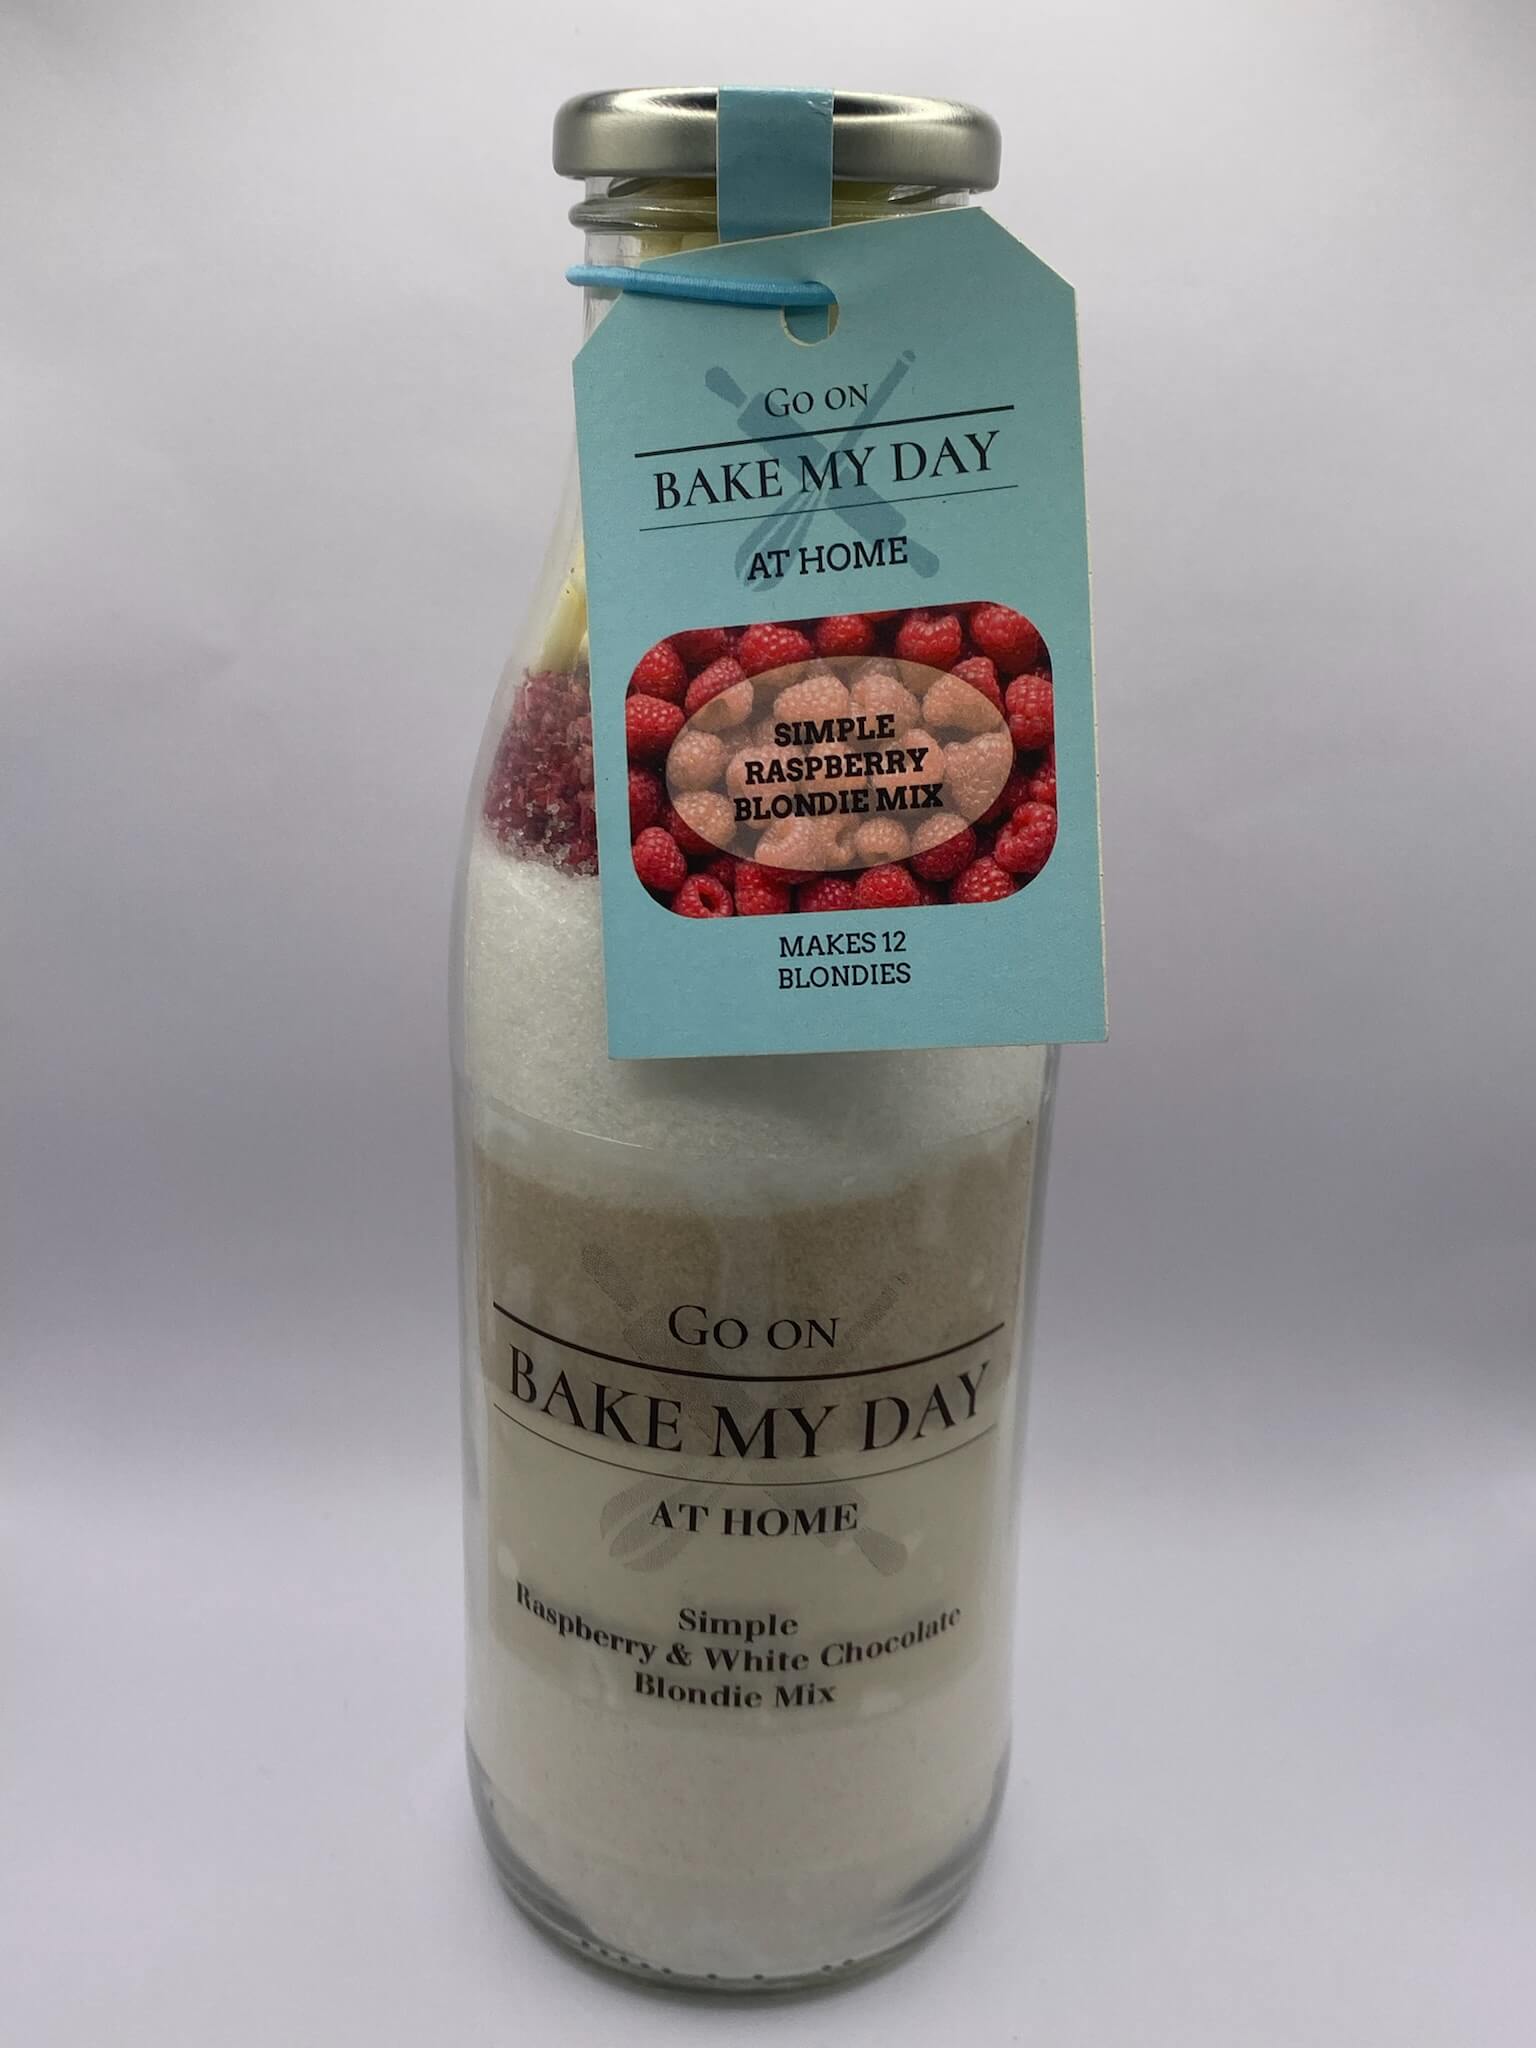 Go on
BAKE MY DAY
AT HOME
SIMPLE
RASPBERRY
BLONDIE MIX
MAKES 12
BLONDIES
Go on
BAKE MY DAY
AT HOME
Simple
Raspberry & White Chocolate
Blondie Mix